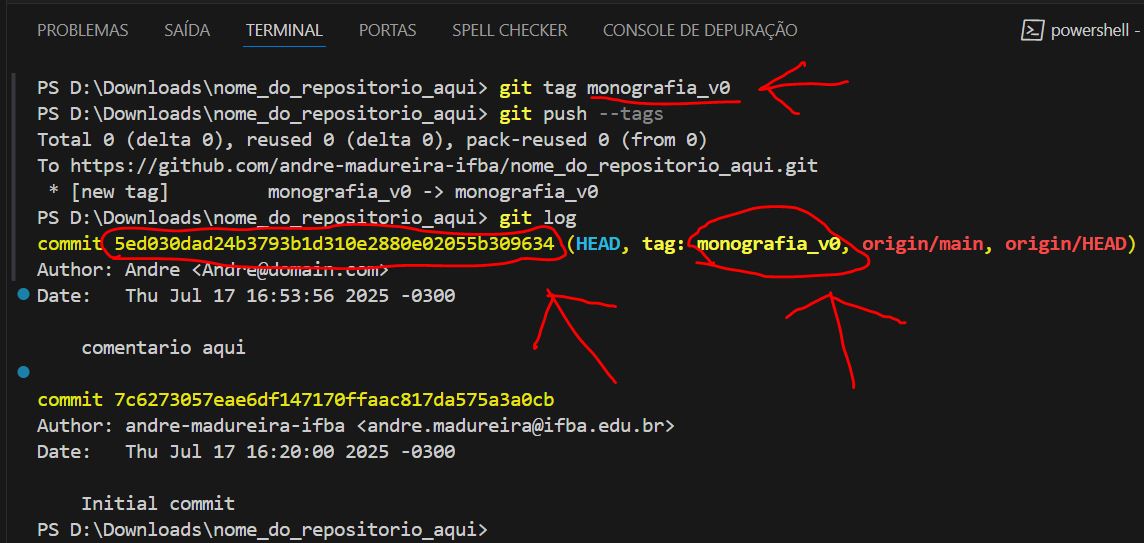 PROBLEMAS SAÍDA TERMINAL PORTAS SPELL CHECKER CONSOLE DE DEPURAÇÃO powershell -
PS D:\Downloads\nome_do_repositorio_aqui> git tag monografia_v0
PS D:\Downloads\nome_do_repositorio_aqui> git push --tags
Total 0 (delta 0), reused 0 (delta 0), pack-reused 0 (from 0)
To https://github.com/andre-madureira-ifba/nome_do_repositorio_aqui.git
* [new tag] monografia_v0 -> monografia_v0
PS D:\Downloads\nome_do_repositorio_aqui> git log
commit 5ed030dad24b3793b1d310e2880e02055b309634 (HEAD, tag: monografia_v0, origin/main, origin/HEAD)
Author: Andre <Andre@domain.com>
Date: Thu Jul 17 16:53:56 2025 -0300
comentario aqui
commit 7c6273057eae6df147170ffaac817da575a3a0cb
Author: andre-madureira-ifba <andre.madureira@ifba.edu.br>
Date: Thu Jul 17 16:20:00 2025 -0300
Initial commit
PS D:\Downloads\nome_do_repositorio_aqui>